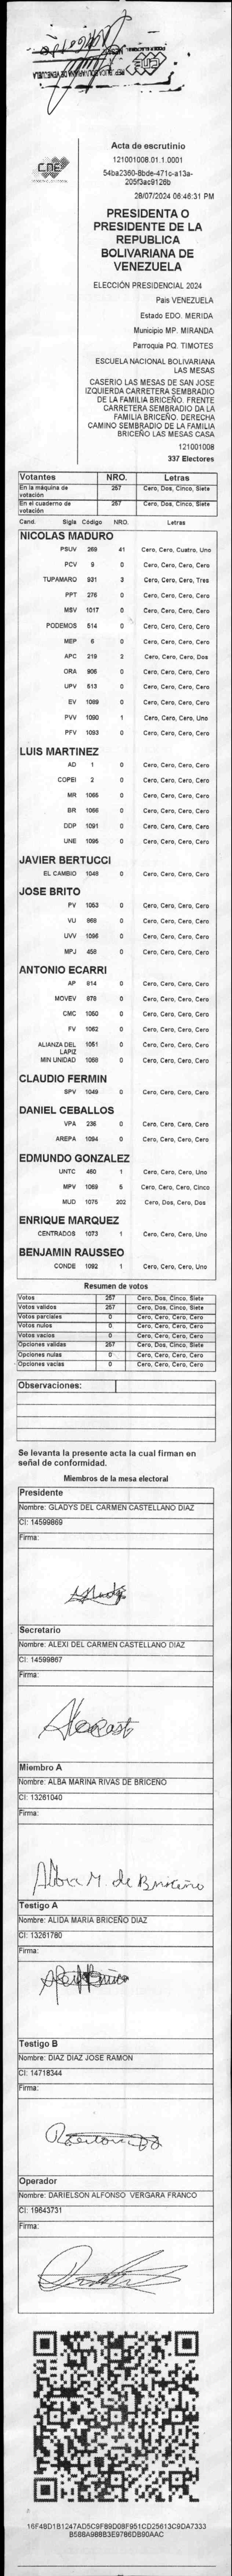 CNE
Acta de escrutinio
121001008.01.1.0001
54ba2360-8bde-471c-a13a-
205f3ac9126b
28/07/2024 06:46:31 PM
PRESIDENTA O
PRESIDENTE DE LA
REPUBLICA
BOLIVARIANA DE
VENEZUELA
ELECCIÓN PRESIDENCIAL 2024
Pais VENEZUELA
Estado EDO. MERIDA
Municipio MP. MIRANDA
Parroquia PQ. TIMOTES
ESCUELA NACIONAL BOLIVARIANA
LAS MESAS
CASERIO LAS MESAS DE SAN JOSE
IZQUIERDA CARRETERA SEMBRADIO
DE LA FAMILIA BRICEÑO. FRENTE
CARRETERA SEMBRADIO DA LA
FAMILIA BRICEÑO. DERECHA
CAMINO SEMBRADIO DE LA FAMILIA
BRICEÑO LAS MESAS CASA
121001008
337 Electores
Votantes NRO. Letras
En la máquina de votación 257 Cero, Dos, Cinco, Siete
En el cuaderno de votación 257 Cero, Dos, Cinco, Siete
Cand. Sigla Código NRO. Letras
NICOLAS MADURO
PSUV 269 41 Cero, Cero, Cuatro, Uno
PCV 9 0 Cero, Cero, Cero, Cero
TUPAMARO 931 3 Cero, Cero, Cero, Tres
PPT 276 0 Cero, Cero, Cero, Cero
MSV 1017 0 Cero, Cero, Cero, Cero
PODEMOS 514 0 Cero, Cero, Cero, Cero
MEP 6 0 Cero, Cero, Cero, Cero
APC 219 2 Cero, Cero, Cero, Dos
ORA 906 0 Cero, Cero, Cero, Cero
UPV 513 0 Cero, Cero, Cero, Cero
EV 1089 0 Cero, Cero, Cero, Cero
PVV 1090 1 Cero, Cero, Cero, Uno
PFV 1093 0 Cero, Cero, Cero, Cero
LUIS MARTINEZ
AD 1 0 Cero, Cero, Cero, Cero
COPEI 2 0 Cero, Cero, Cero, Cero
MR 1065 0 Cero, Cero, Cero, Cero
BR 1066 0 Cero, Cero, Cero, Cero
DDP 1091 0 Cero, Cero, Cero, Cero
UNE 1095 0 Cero, Cero, Cero, Cero
JAVIER BERTUCCI
EL CAMBIO 1048 0 Cero, Cero, Cero, Cero
JOSE BRITO
PV 1053 0 Cero, Cero, Cero, Cero
VU 868 0 Cero, Cero, Cero, Cero
UVV 1096 0 Cero, Cero, Cero, Cero
MPJ 458 0 Cero, Cero, Cero, Cero
ANTONIO ECARRI
AP 814 0 Cero, Cero, Cero, Cero
MOVEV 878 0 Cero, Cero, Cero, Cero
CMC 1050 0 Cero, Cero, Cero, Cero
FV 1062 0 Cero, Cero, Cero, Cero
ALIANZA DEL LAPIZ 1051 0 Cero, Cero, Cero, Cero
MIN UNIDAD 1068 0 Cero, Cero, Cero, Cero
CLAUDIO FERMIN
SPV 1049 0 Cero, Cero, Cero, Cero
DANIEL CEBALLOS
VPA 236 0 Cero, Cero, Cero, Cero
AREPA 1094 0 Cero, Cero, Cero, Cero
EDMUNDO GONZALEZ
UNTC 460 1 Cero, Cero, Cero, Uno
MPV 1069 5 Cero, Cero, Cero, Cinco
MUD 1075 202 Cero, Dos, Cero, Dos
ENRIQUE MARQUEZ
CENTRADOS 1073 1 Cero, Cero, Cero, Uno
BENJAMIN RAUSSEO
CONDE 1092 1 Cero, Cero, Cero, Uno
Resumen de votos
Votos 257 Cero, Dos, Cinco, Siete
Votos validos 257 Cero, Dos, Cinco, Siete
Votos parciales 0 Cero, Cero, Cero, Cero
Votos nulos 0 Cero, Cero, Cero, Cero
Votos vacios 0 Cero, Cero, Cero, Cero
Opciones validas 257 Cero, Dos, Cinco, Siete
Opciones nulas 0 Cero, Cero, Cero, Cero
Opciones vacias 0 Cero, Cero, Cero, Cero
Observaciones:
Se levanta la presente acta la cual firman en
señal de conformidad.
Miembros de la mesa electoral
Presidente
Nombre: GLADYS DEL CARMEN CASTELLANO DIAZ
CI: 14599869
Firma:
Secretario
Nombre: ALEXI DEL CARMEN CASTELLANO DIAZ
CI: 14599867
Firma:
Miembro A
Nombre: ALBA MARINA RIVAS DE BRICEÑO
CI: 13261040
Firma:
Alba M. de Briceño
Testigo A
Nombre: ALIDA MARIA BRICEÑO DIAZ
CI: 13261780
Firma:
Testigo B
Nombre: DIAZ DIAZ JOSE RAMON
CI: 14718344
Firma:
Operador
Nombre: DARIELSON ALFONSO VERGARA FRANCO
CI: 19643731
Firma:
16F48D1B1247AD5C9F89D08F951CD25613C9DA7333
B588A988B3E9786DB90AAC